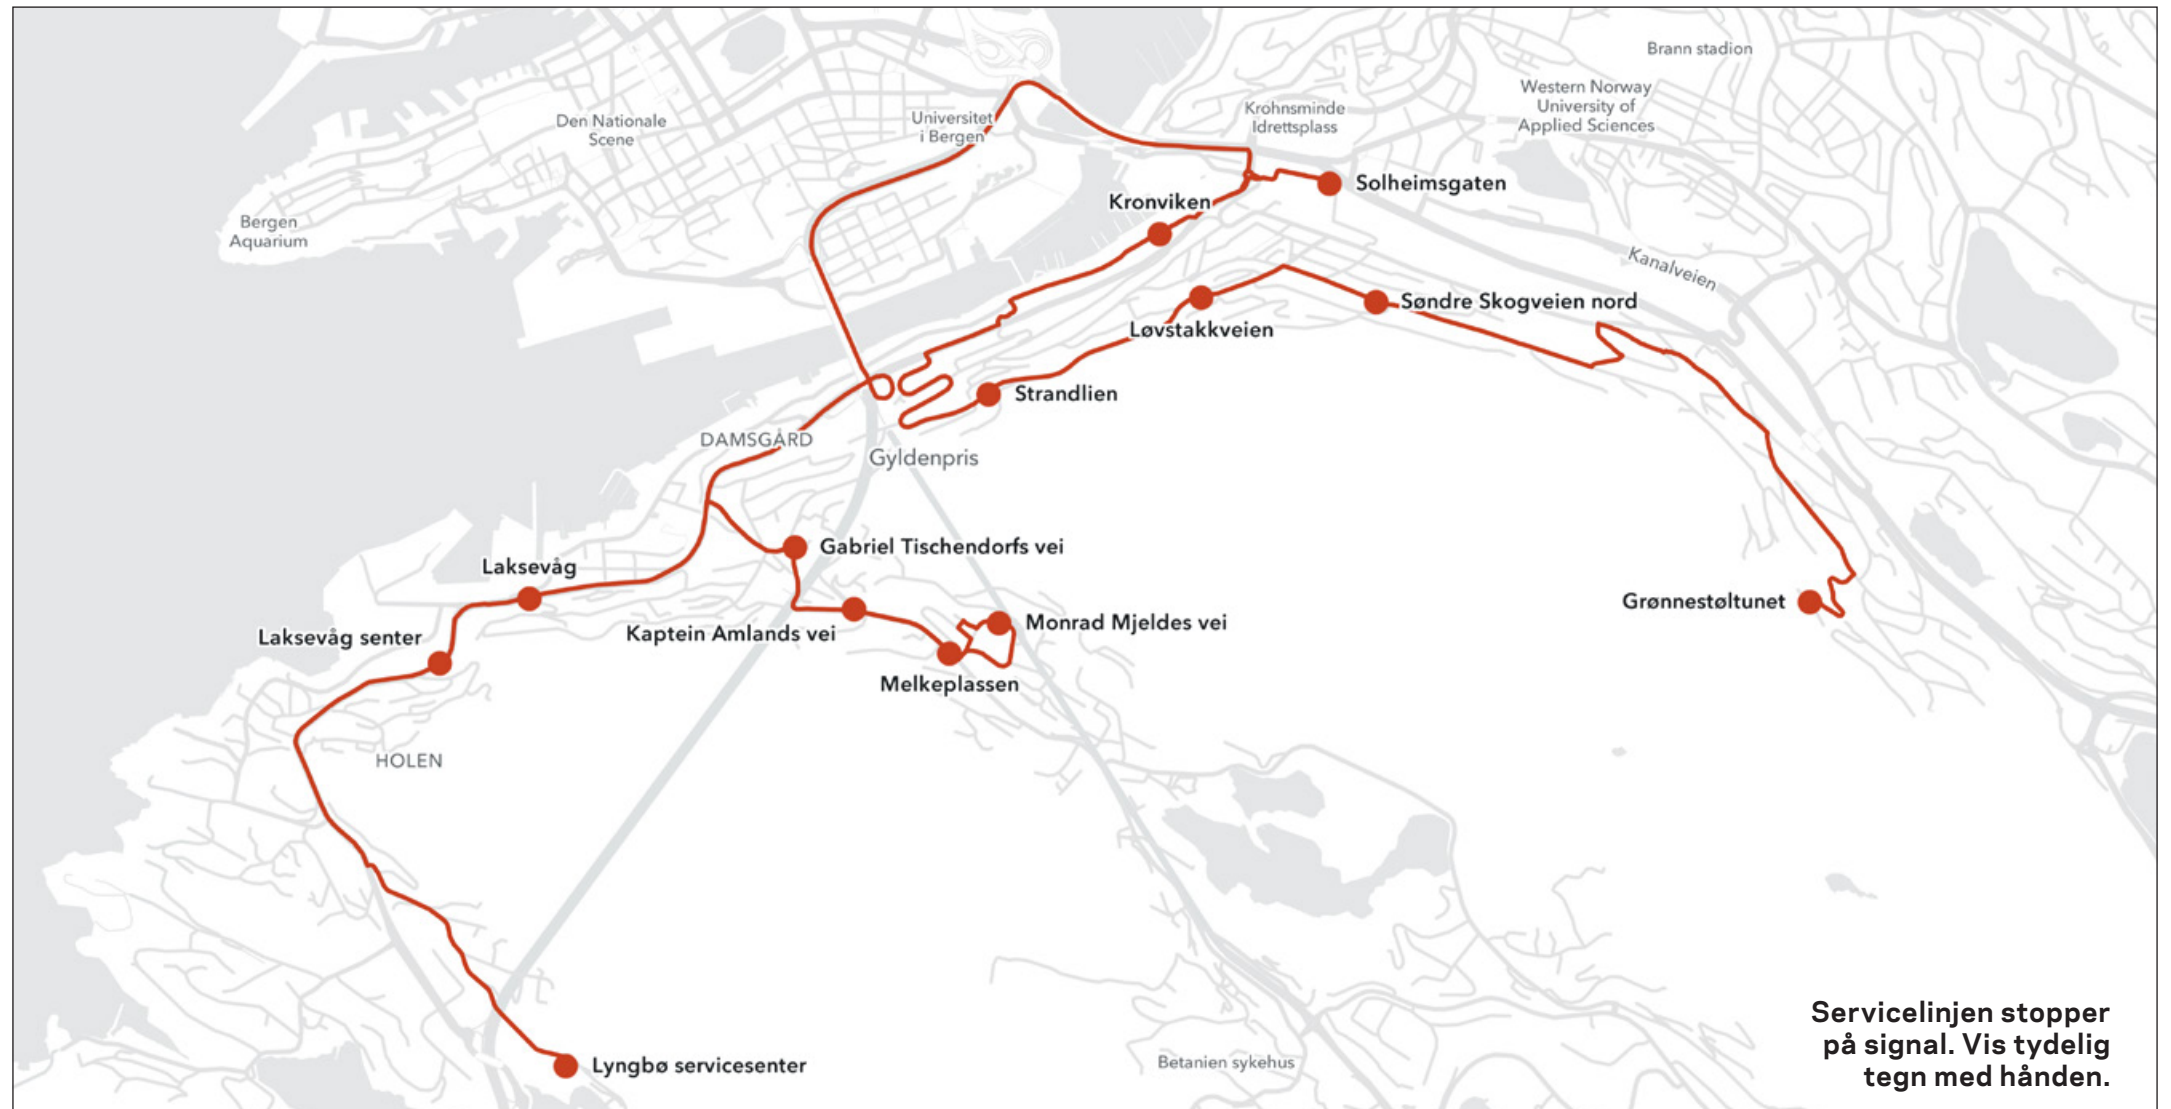 Brann stadion
Western Norway
University of
Applied Sciences
Krohnsminde
Idrettsplass
Universitet
i Bergen
Den Nationale
Scene
Bergen
Aquarium
Solheimsgaten
Kronviken
Kanalveien
Søndre Skogveien nord
Løvstakkveien
Strandlien
DAMSGÅRD
Gyldenpris
Gabriel Tischendorfs vei
Laksevåg
Grønnestøltunet
Monrad Mjeldes vei
Kaptein Amlands vei
Laksevåg senter
Melkeplassen
HOLEN
Servicelinjen stopper
på signal. Vis tydelig
tegn med hånden.
Betanien sykehus
Lyngbø servicesenter